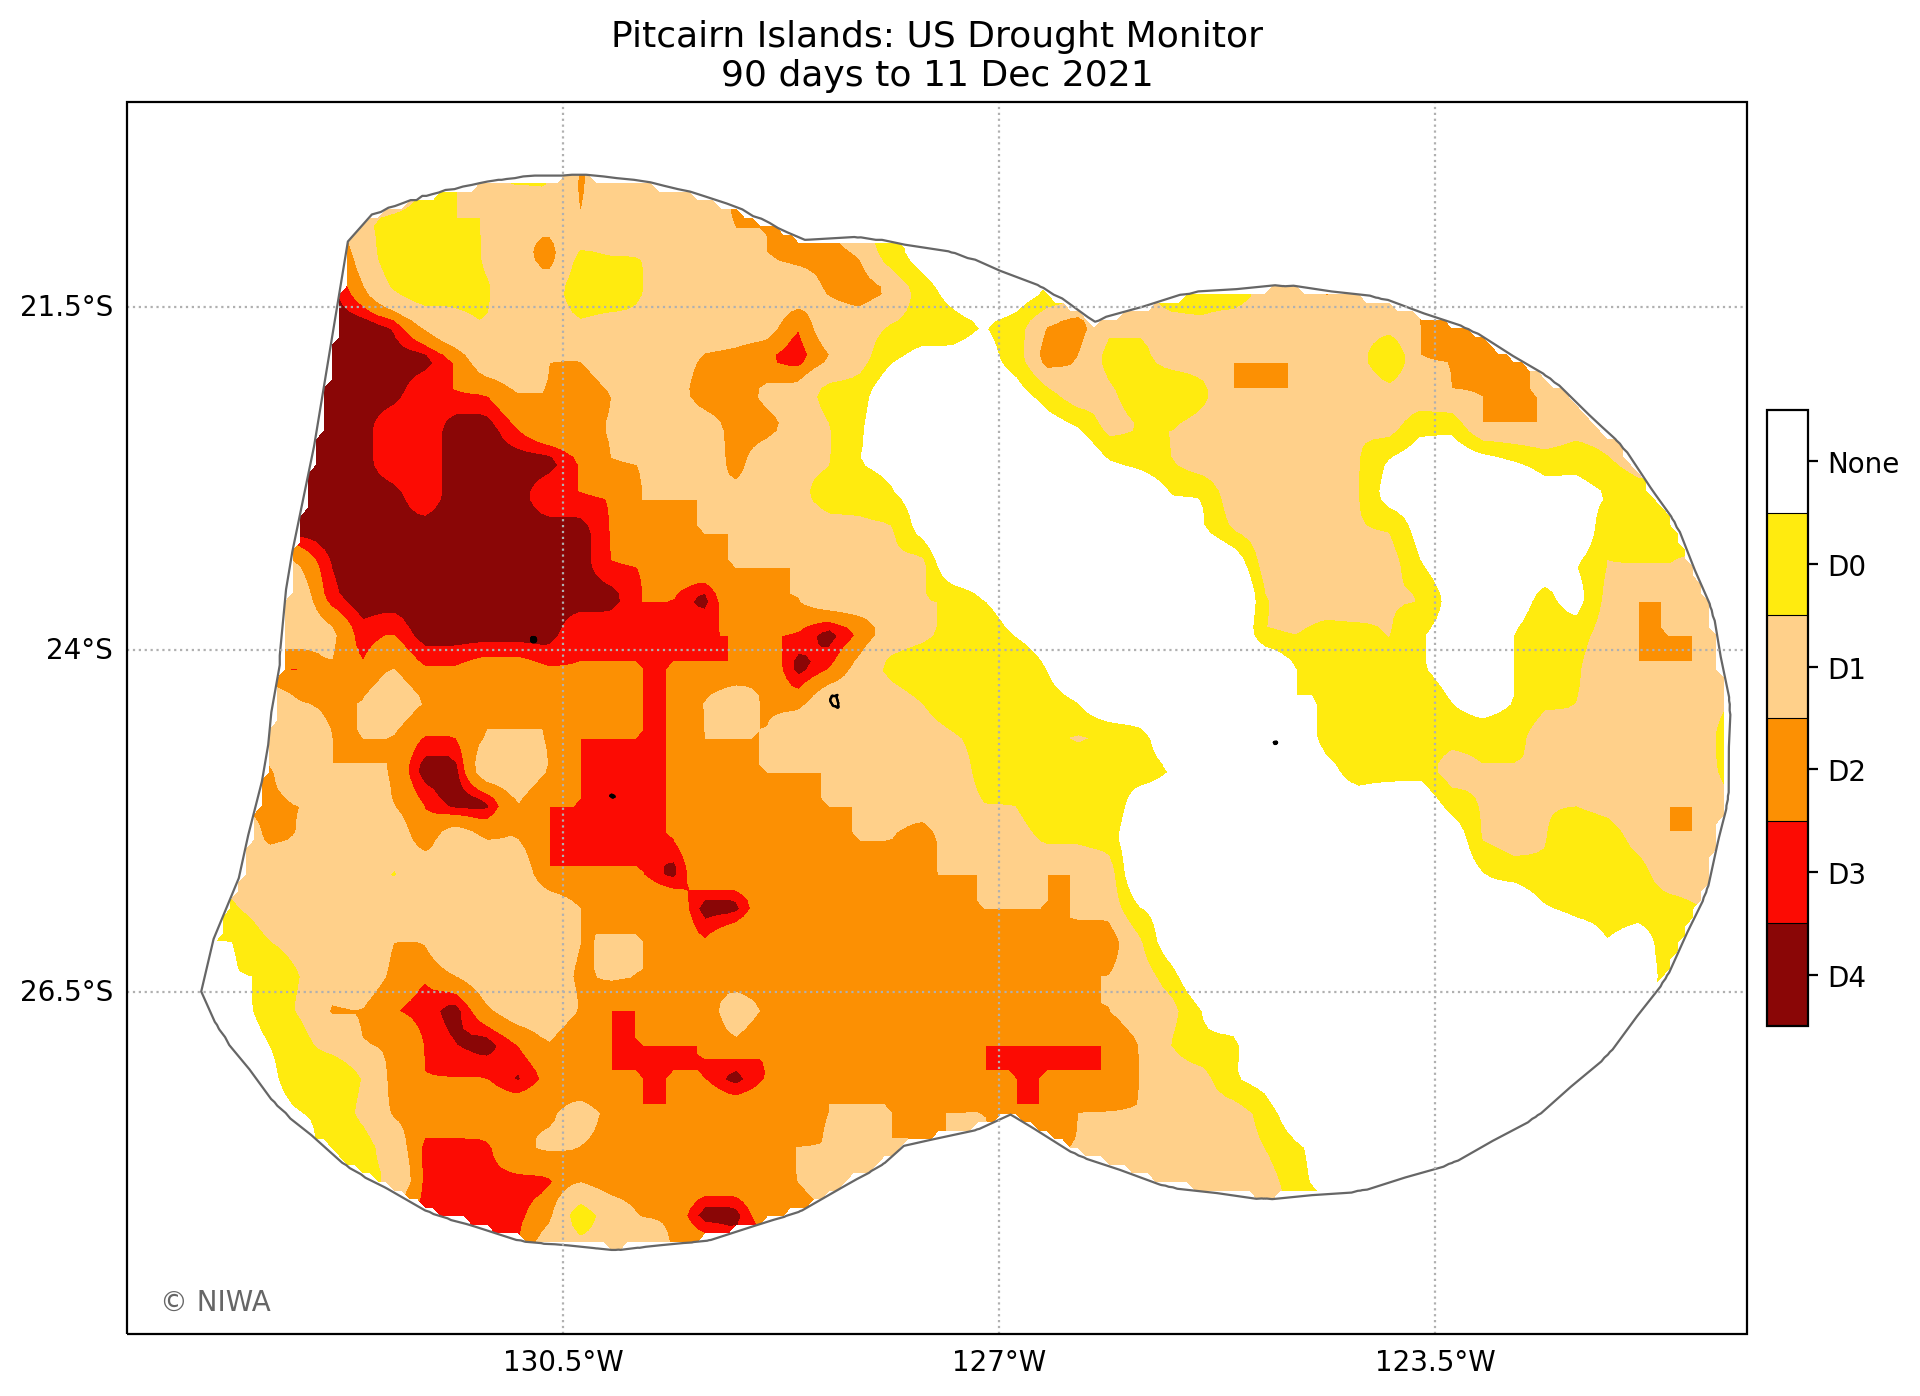 Pitcairn Islands: US Drought Monitor
90 days to 11 Dec 2021
21.5°S
24°S
26.5°S
130.5°W
127°W
123.5°W
None
D0
D1
D2
D3
D4
© NIWA